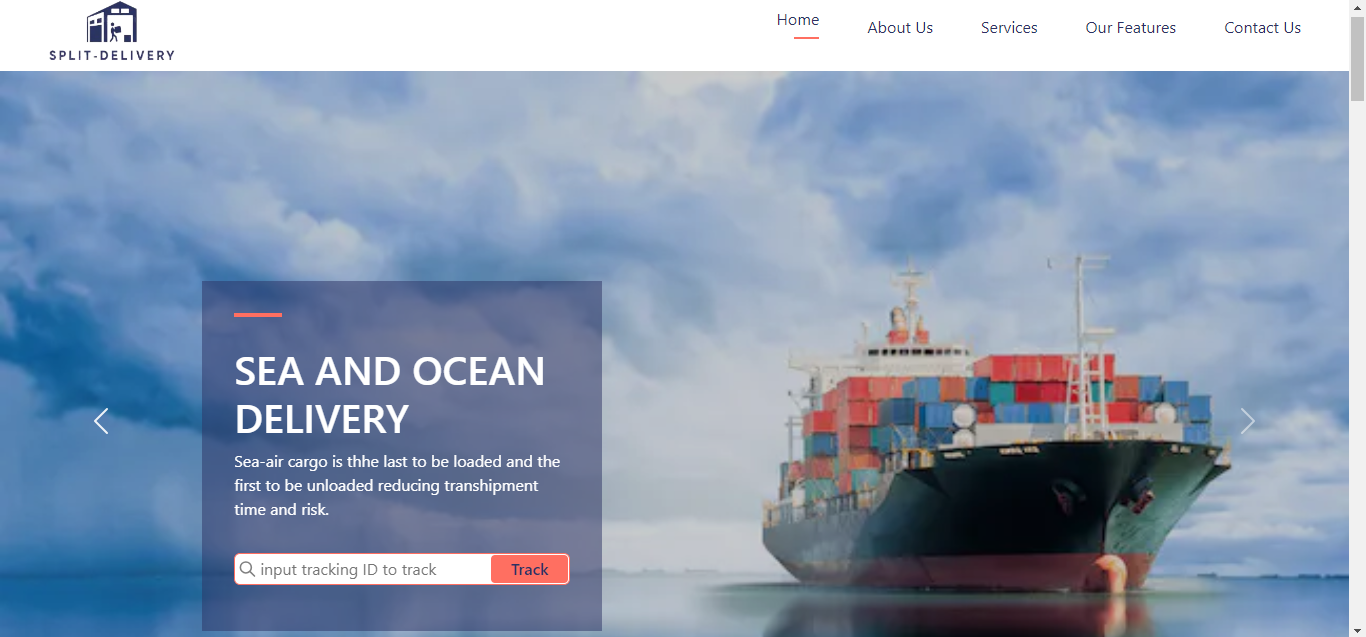 SPLIT-DELIVERY
Home
About Us
Services
Our Features
Contact Us
SEA AND OCEAN
DELIVERY
Sea-air cargo is thhe last to be loaded and the
first to be unloaded reducing transhipment
time and risk.
input tracking ID to track
Track